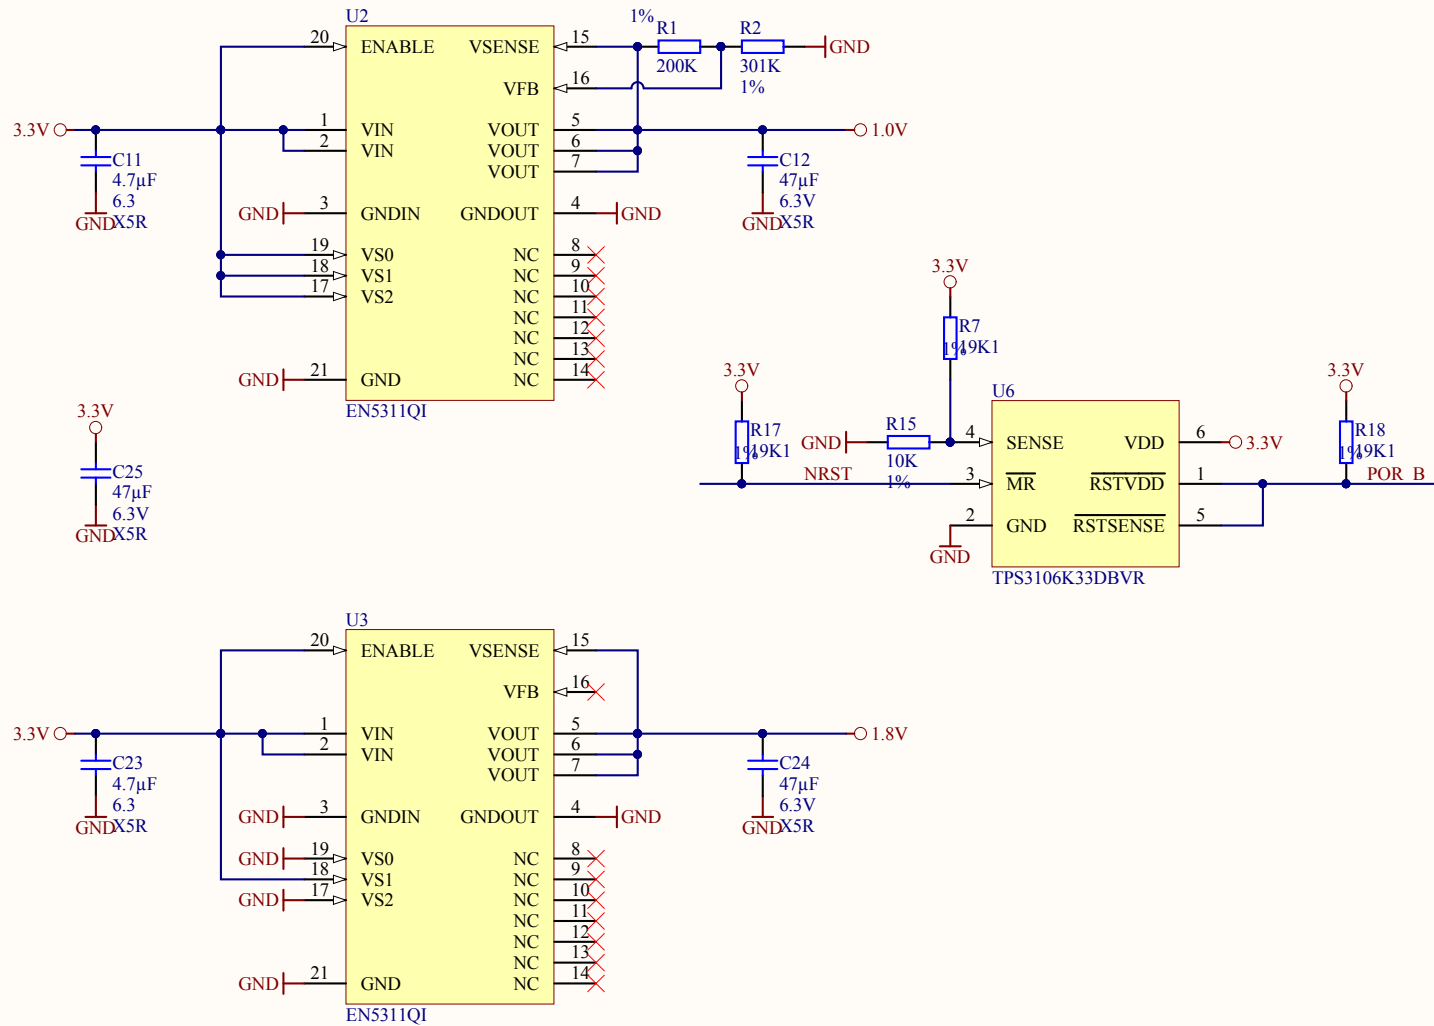 U2
20 ENABLE VSENSE 15
VFB 16
1 VIN VOUT 5
2 VIN VOUT 6
VOUT 7
3 GNDIN GNDOUT 4
19 VS0 NC 8
18 VS1 NC 9
17 VS2 NC 10
NC 11
NC 12
NC 13
21 GND NC 14
EN5311QI
3.3V
C11
4.7µF
6.3
X5R
GND
GND
GND
1%
R1
200K
R2
301K
1%
GND
1.0V
C12
47µF
6.3V
X5R
GND
GND
3.3V
C25
47µF
6.3V
X5R
GND
3.3V
R7
19K1
1%
3.3V
R17
49K1
1%
NRST
GND
R15
10K
1%
U6
4 SENSE VDD 6
3 MR RSTVDD 1
2 GND RSTSENSE 5
TPS3106K33DBVR
GND
3.3V
3.3V
R18
49K1
1%
POR_B
U3
20 ENABLE VSENSE 15
VFB 16
1 VIN VOUT 5
2 VIN VOUT 6
VOUT 7
3 GNDIN GNDOUT 4
19 VS0 NC 8
18 VS1 NC 9
17 VS2 NC 10
NC 11
NC 12
NC 13
21 GND NC 14
EN5311QI
3.3V
C23
4.7µF
6.3
X5R
GND
GND
GND
GND
GND
GND
1.8V
C24
47µF
6.3V
X5R
GND